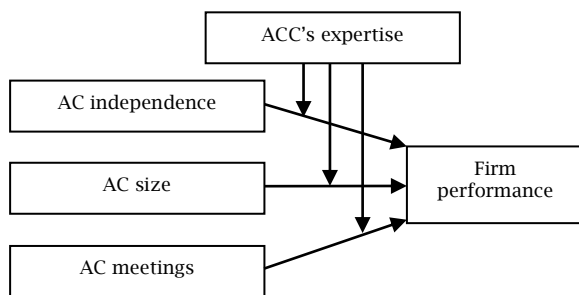 ACC's expertise
AC independence
AC size
Firm
performance
AC meetings